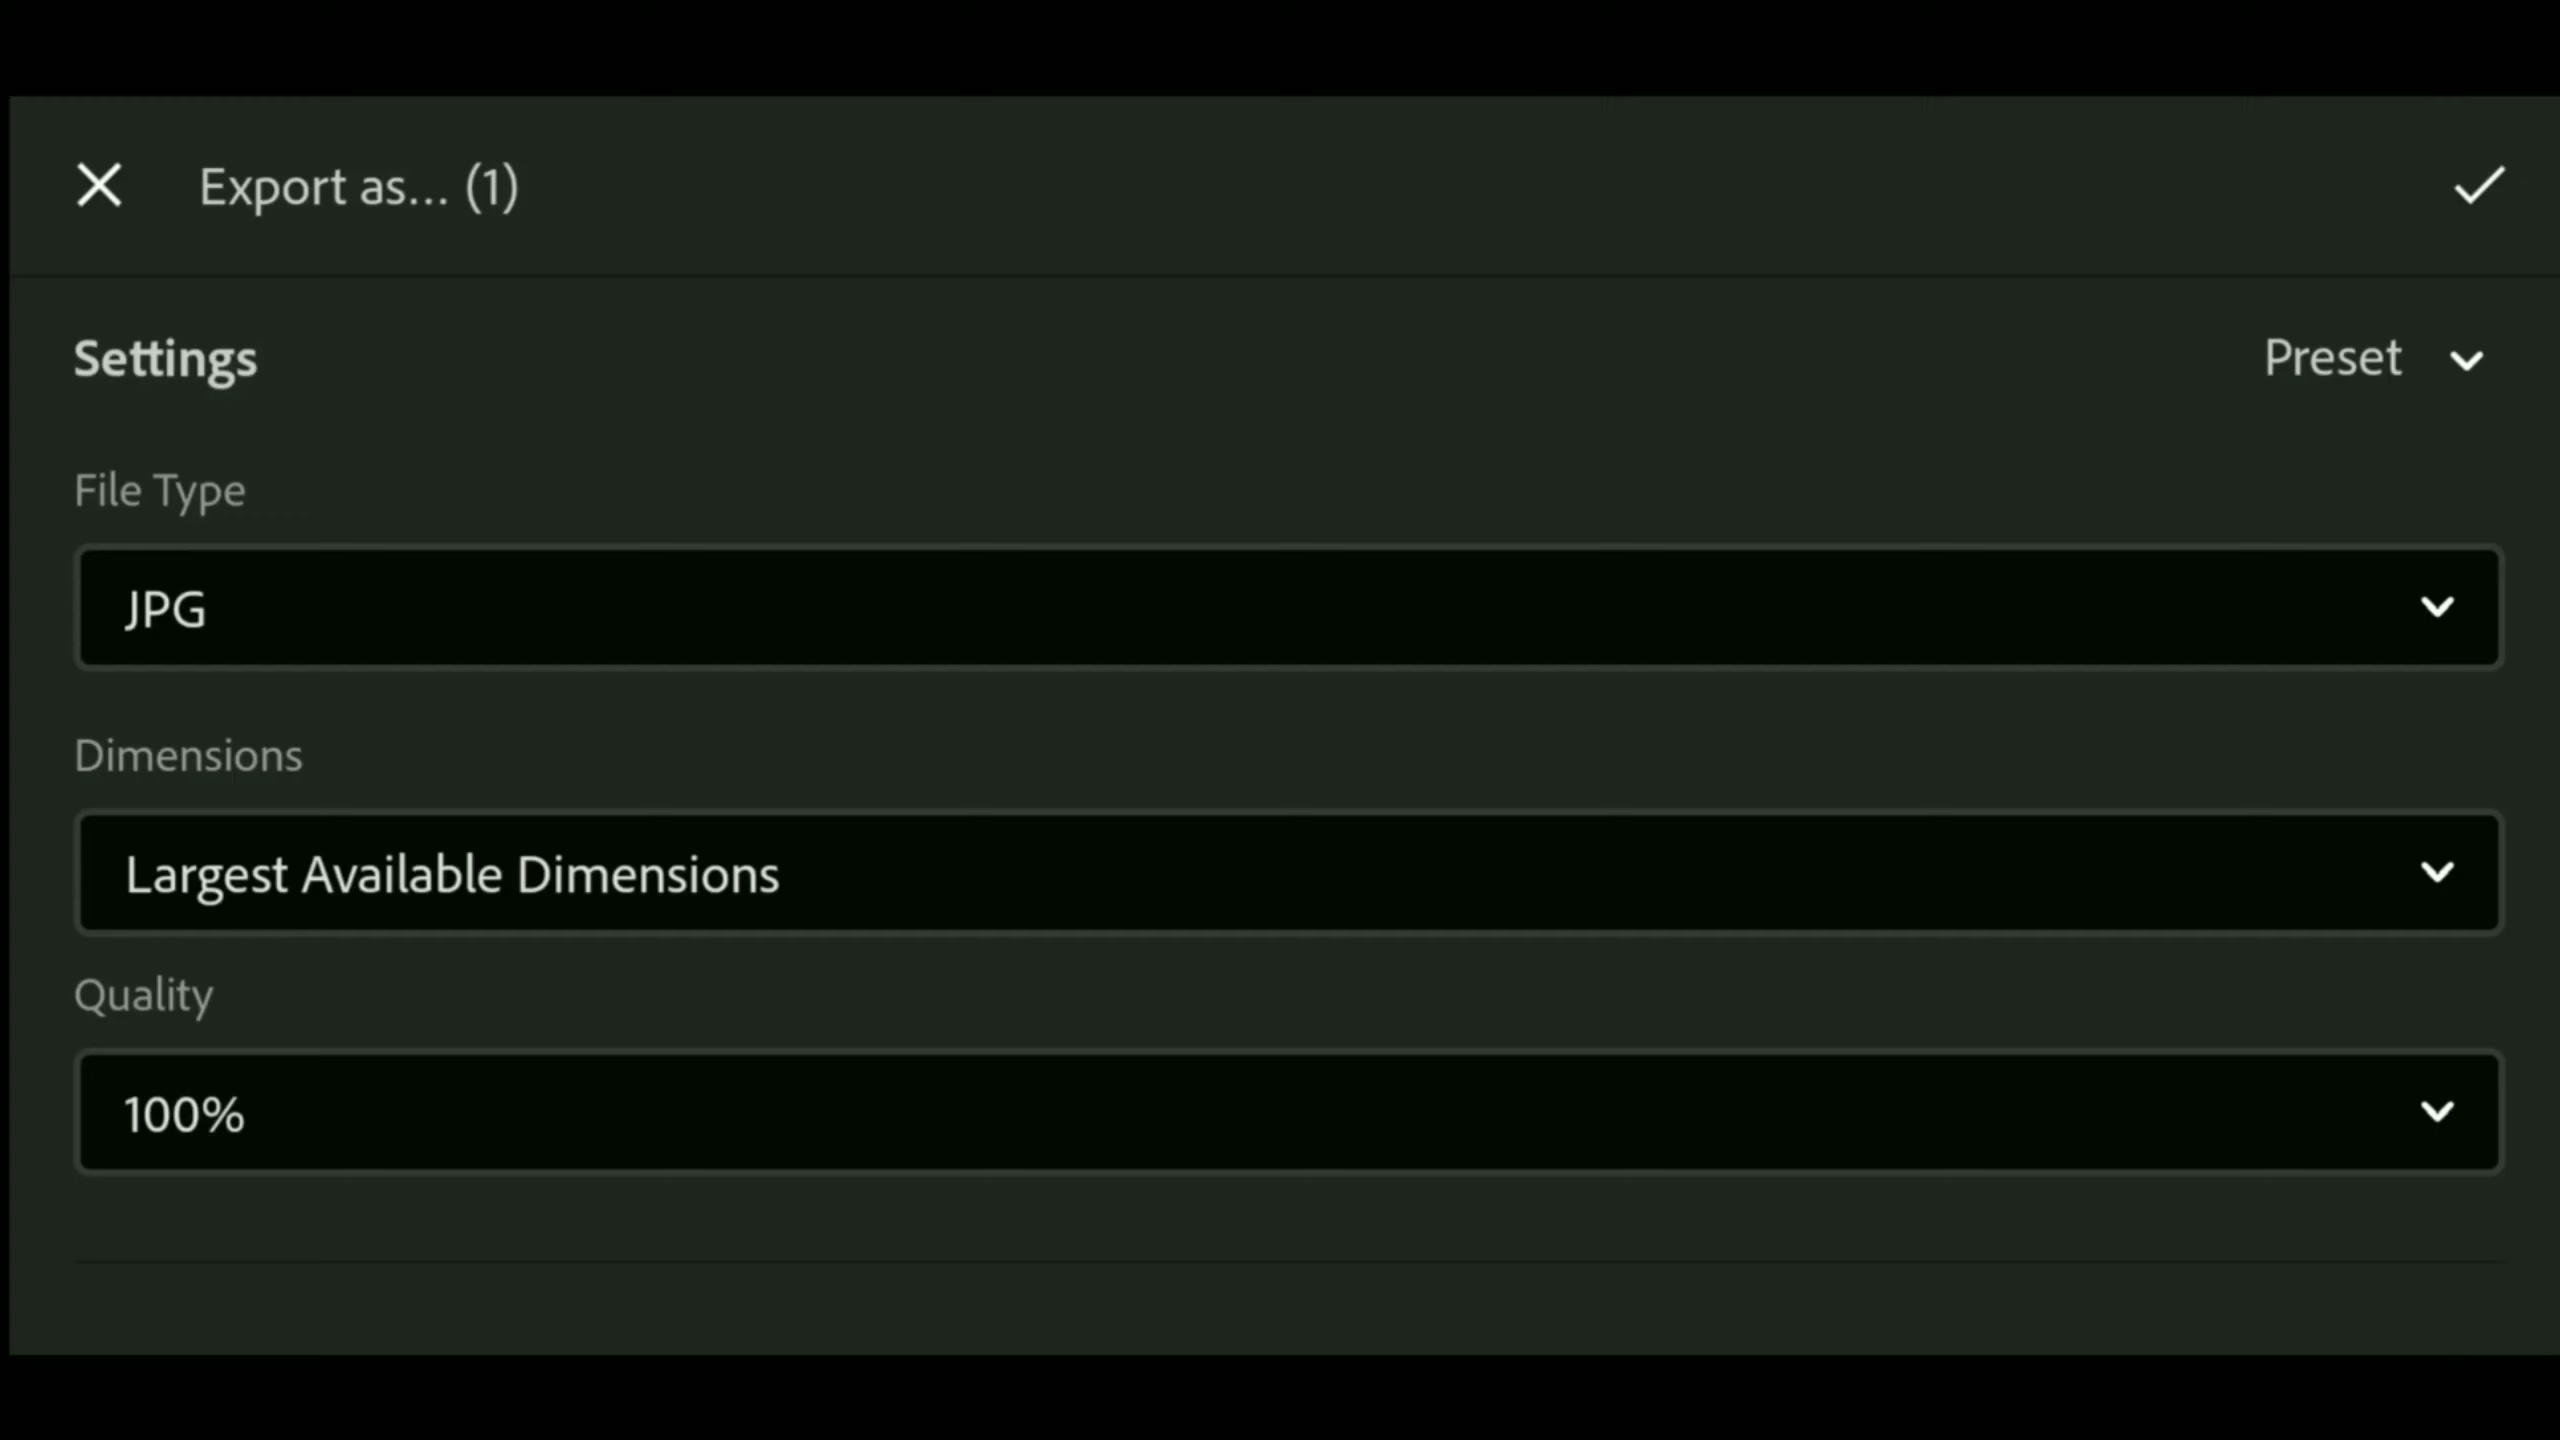 Export as... (1)
Settings
Preset
File Type
JPG
Dimensions
Largest Available Dimensions
Quality
100%